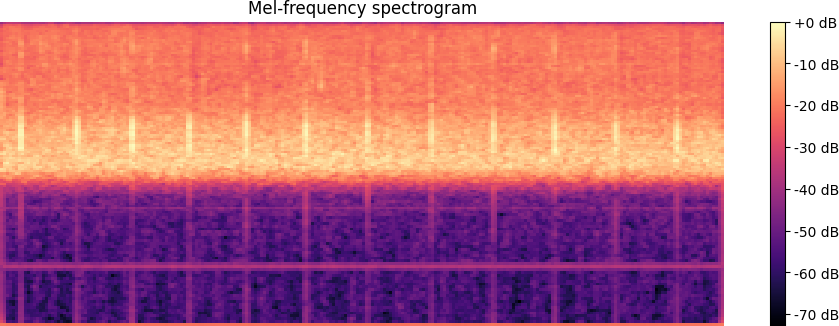 Mel-frequency spectrogram
+0 dB
-10 dB
-20 dB
-30 dB
-40 dB
-50 dB
-60 dB
-70 dB